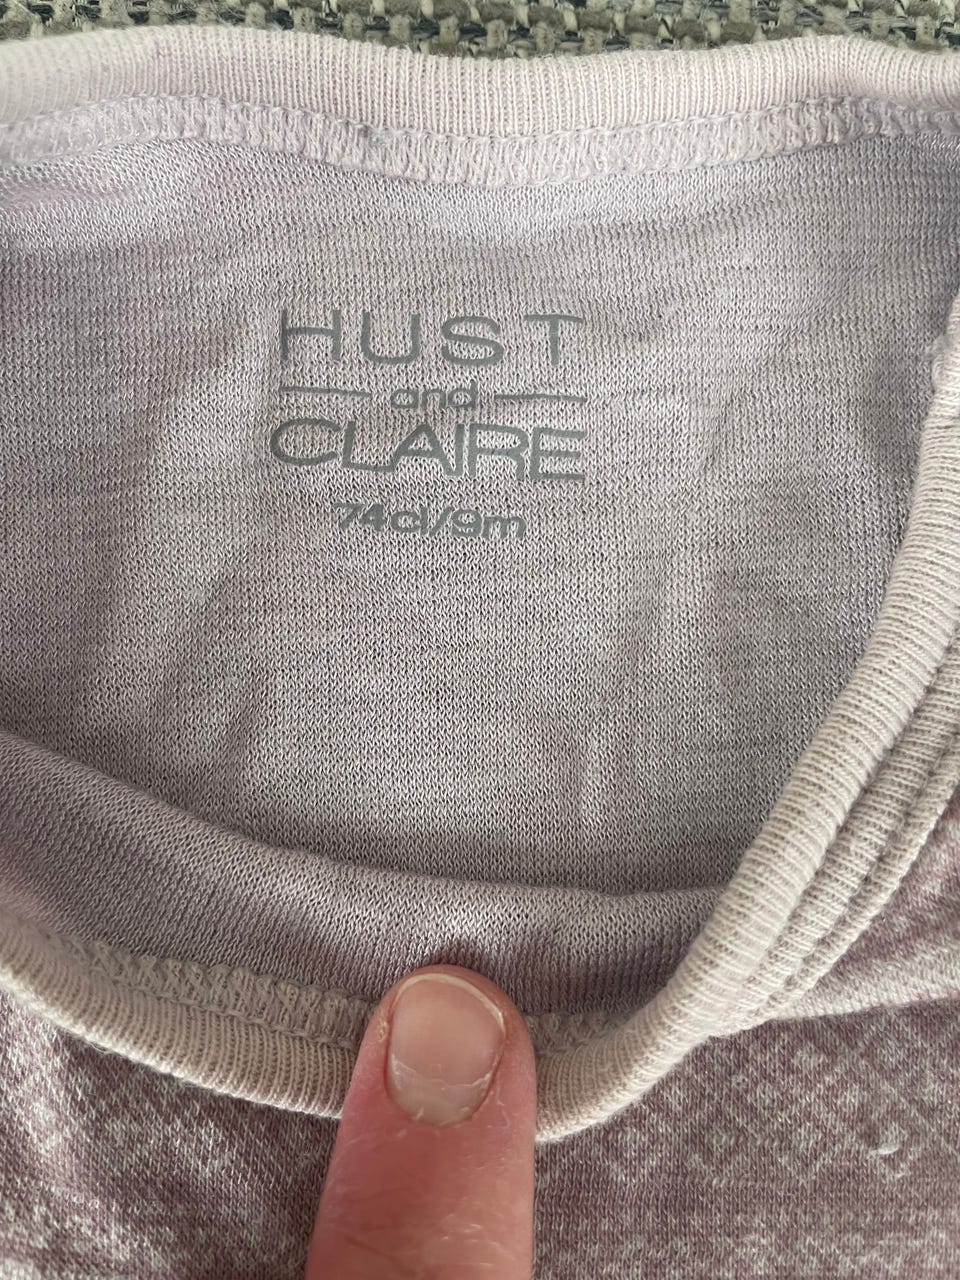 HUST
and
CLAIRE
74cl/9m